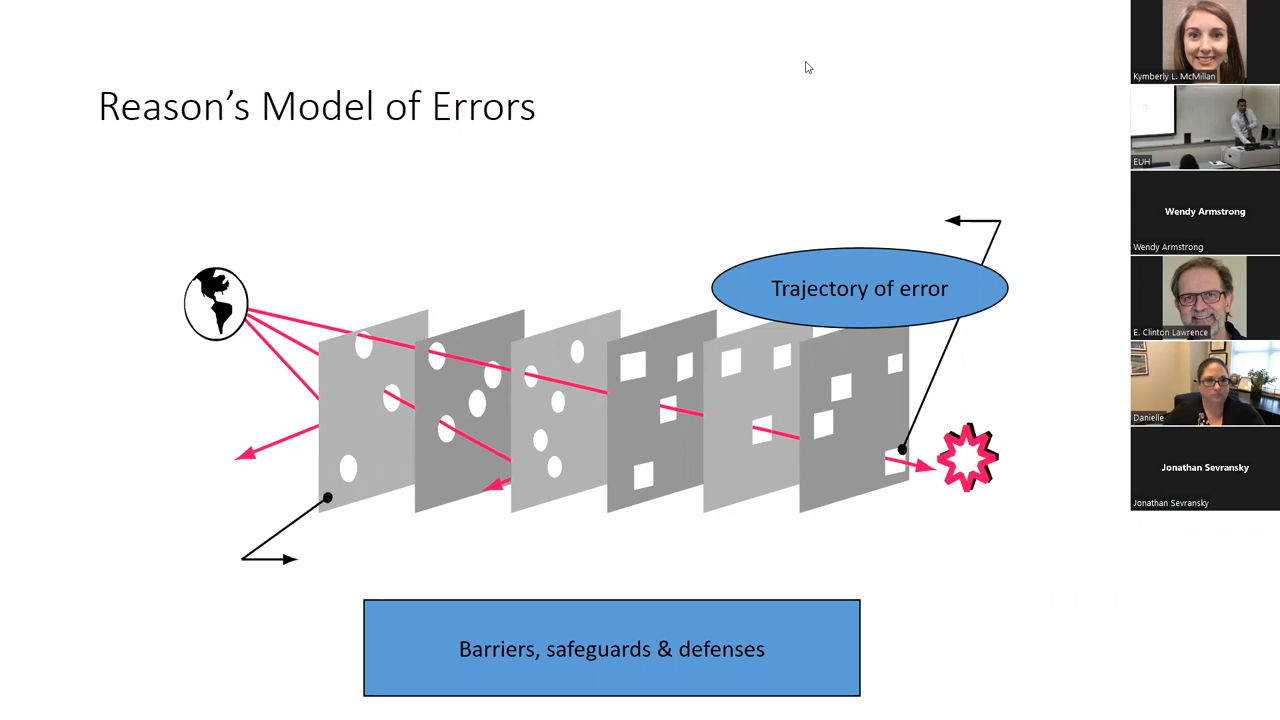 Reason's Model of Errors
Trajectory of error
Barriers, safeguards & defenses
Kymberly L. McMillan
EUH
Wendy Armstrong
Wendy Armstrong
E. Clinton Lawrence
Danielle
Jonathan Sevransky
Jonathan Sevransky